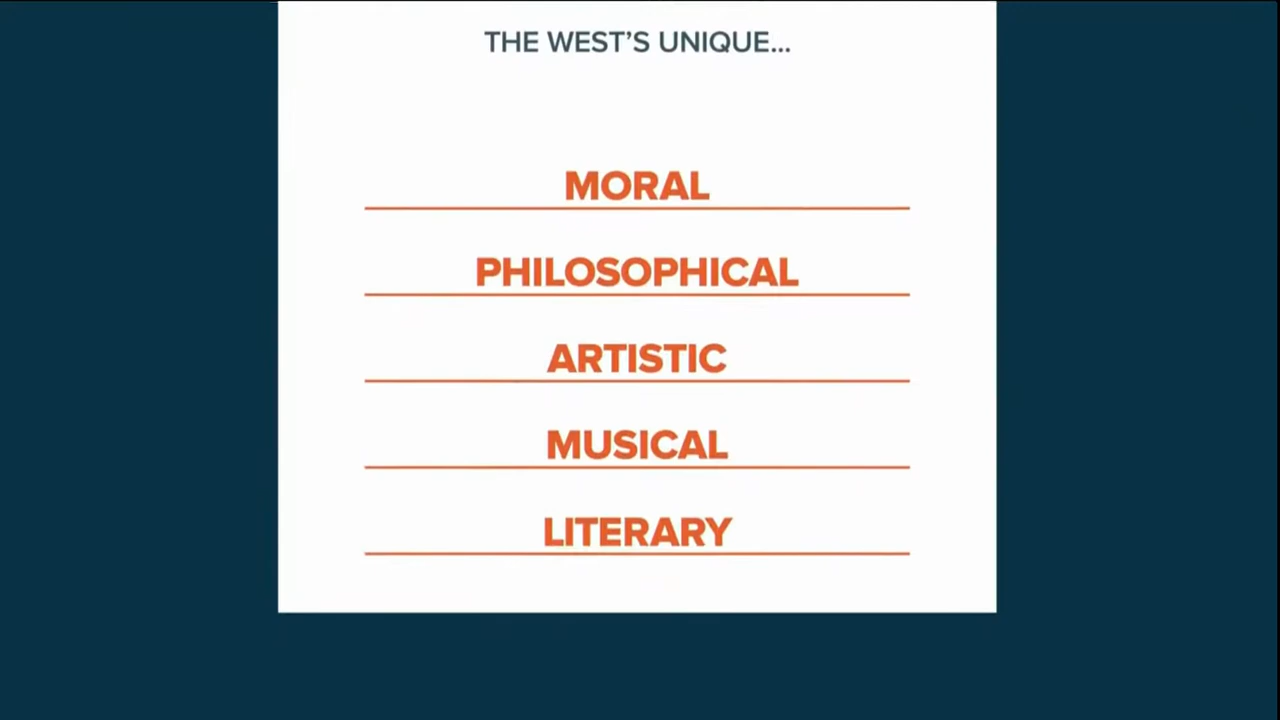 THE WEST'S UNIQUE...
MORAL
PHILOSOPHICAL
ARTISTIC
MUSICAL
LITERARY